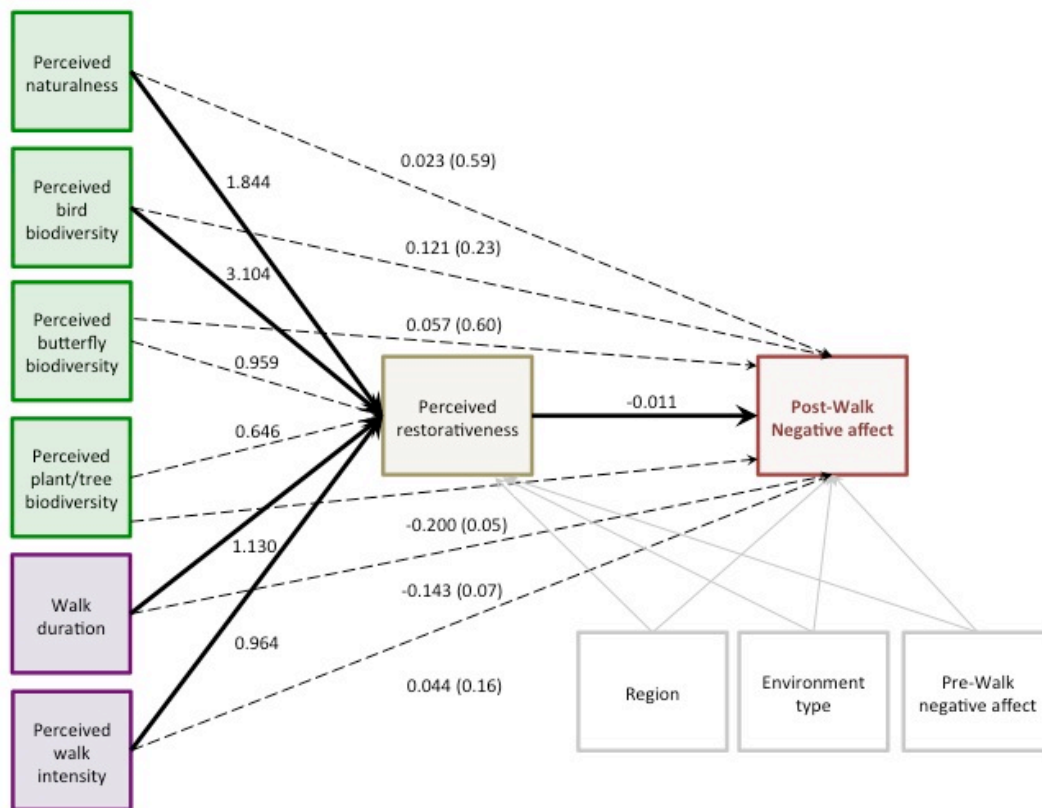 Perceived
naturalness
Perceived
bird
biodiversity
Perceived
butterfly
biodiversity
Perceived
plant/tree
biodiversity
Walk
duration
Perceived
walk
intensity
1.844
3.104
0.959
0.646
1.130
0.964
0.023 (0.59)
0.121 (0.23)
0.057 (0.60)
-0.200 (0.05)
-0.143 (0.07)
0.044 (0.16)
Perceived
restorativeness
-0.011
Post-Walk
Negative affect
Region
Environment
type
Pre-Walk
negative affect